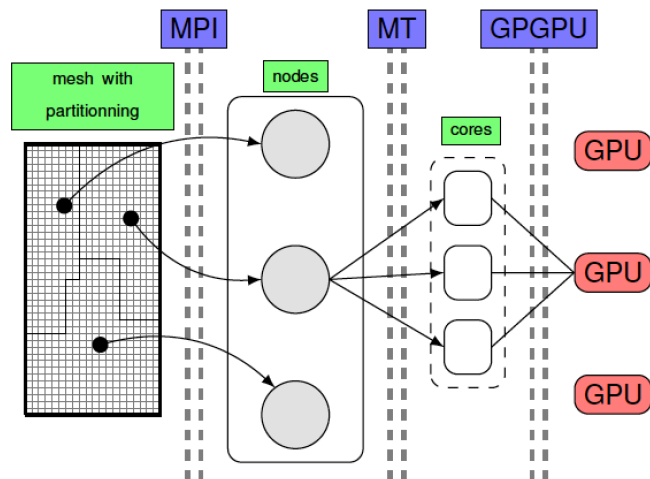 MPI
MT
GPGPU
mesh with
partitionning
nodes
cores
GPU
GPU
GPU